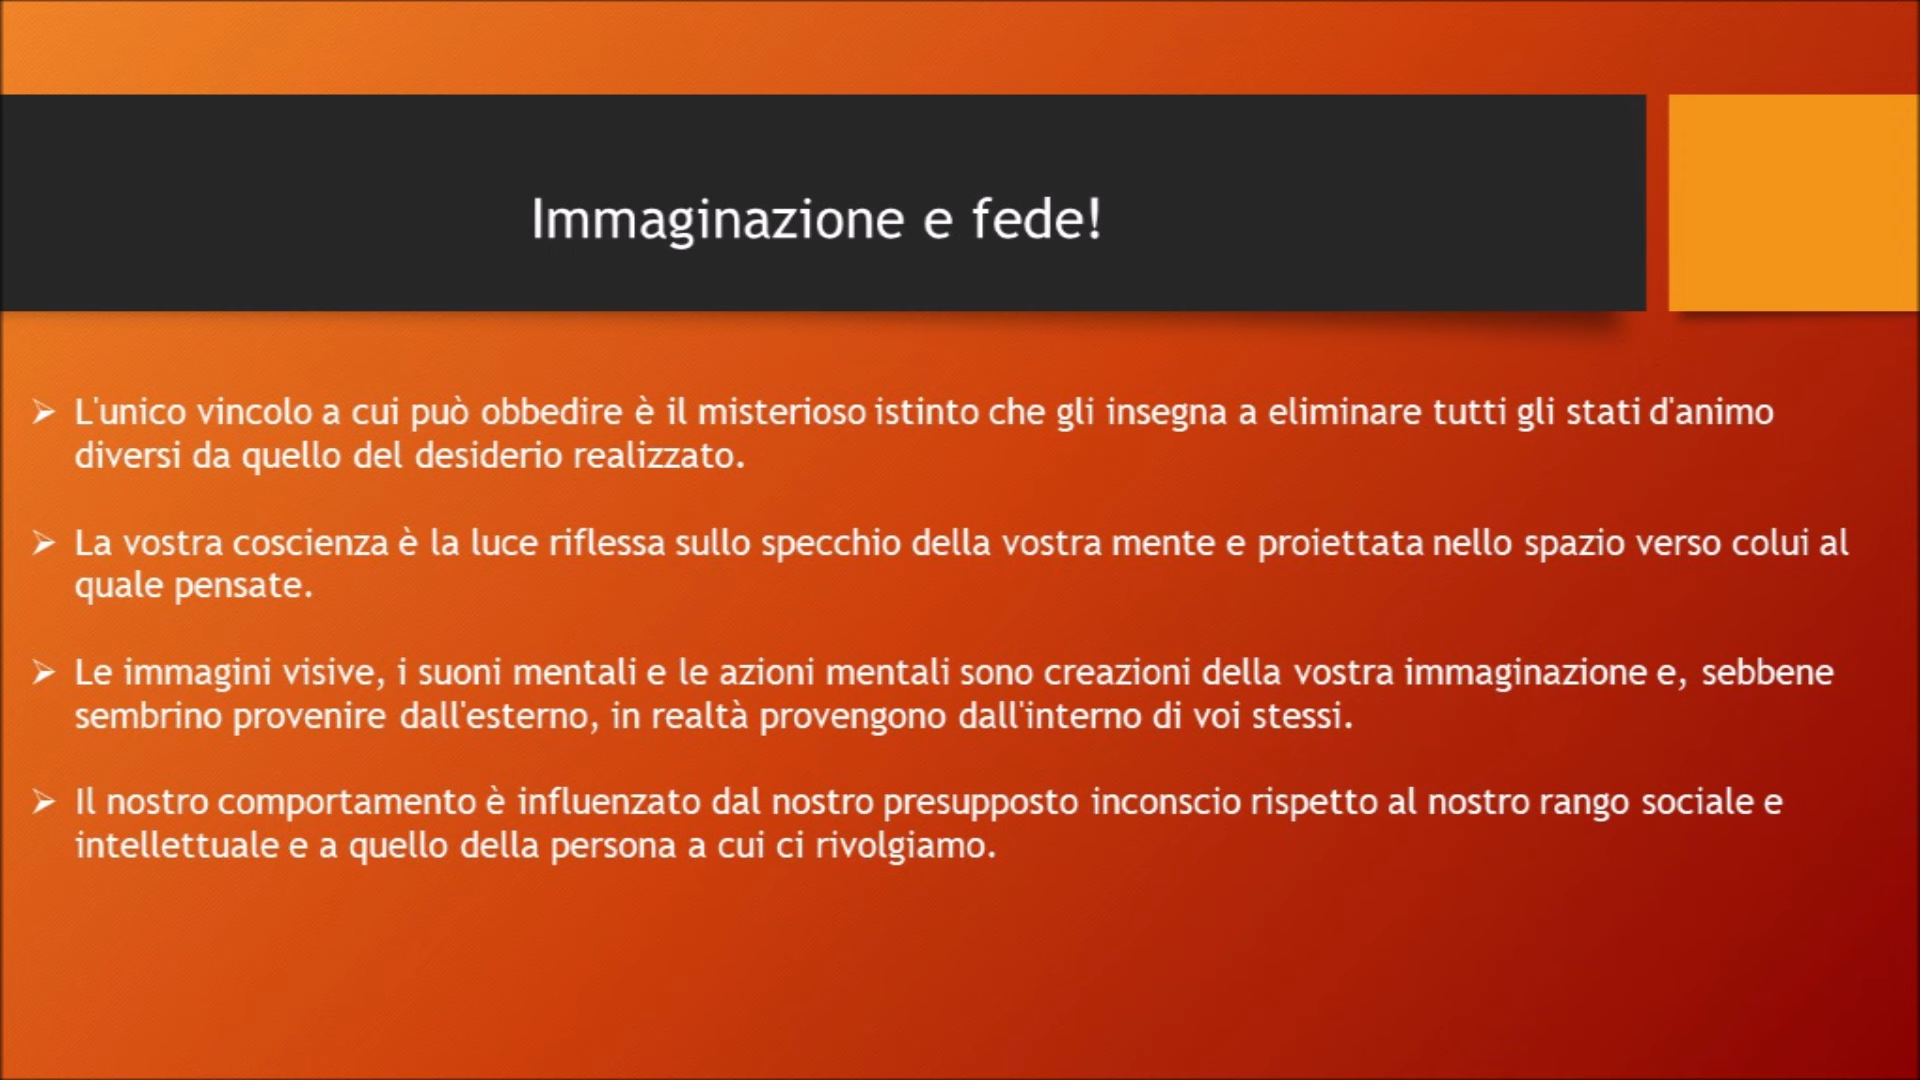 Immaginazione e fede!
➢ L'unico vincolo a cui può obbedire è il misterioso istinto che gli insegna a eliminare tutti gli stati d'animo
diversi da quello del desiderio realizzato.
➢ La vostra coscienza è la luce riflessa sullo specchio della vostra mente e proiettata nello spazio verso colui al
quale pensate.
➢ Le immagini visive, i suoni mentali e le azioni mentali sono creazioni della vostra immaginazione e, sebbene
sembrino provenire dall'esterno, in realtà provengono dall'interno di voi stessi.
➢ Il nostro comportamento è influenzato dal nostro presupposto inconscio rispetto al nostro rango sociale e
intellettuale e a quello della persona a cui ci rivolgiamo.